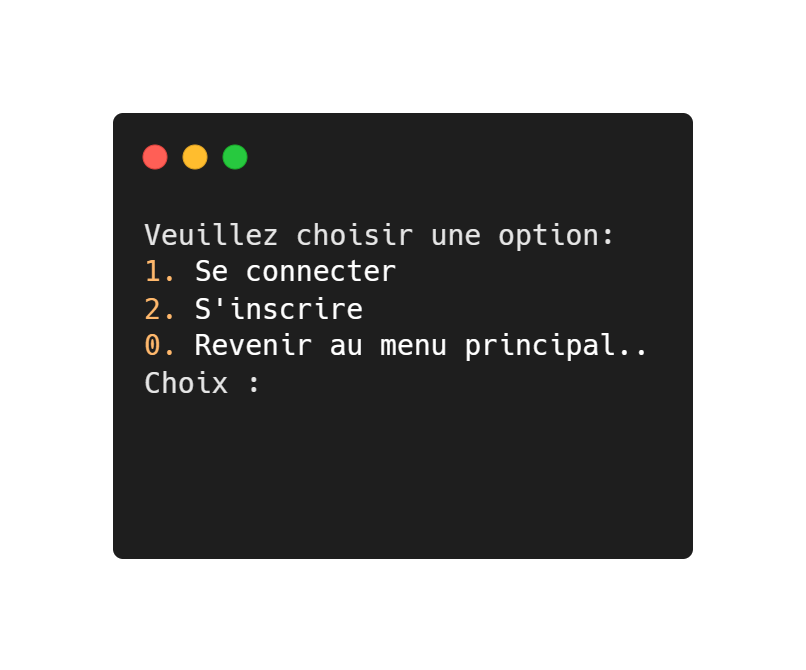 Veuillez choisir une option:
1. Se connecter
2. S'inscrire
0. Revenir au menu principal..
Choix :